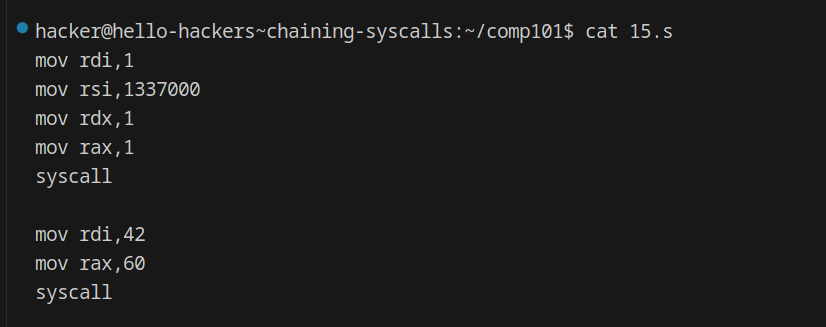 hacker@hello-hackers~chaining-syscalls:~/comp101$ cat 15.s
mov rdi,1
mov rsi,1337000
mov rdx,1
mov rax,1
syscall

mov rdi,42
mov rax,60
syscall